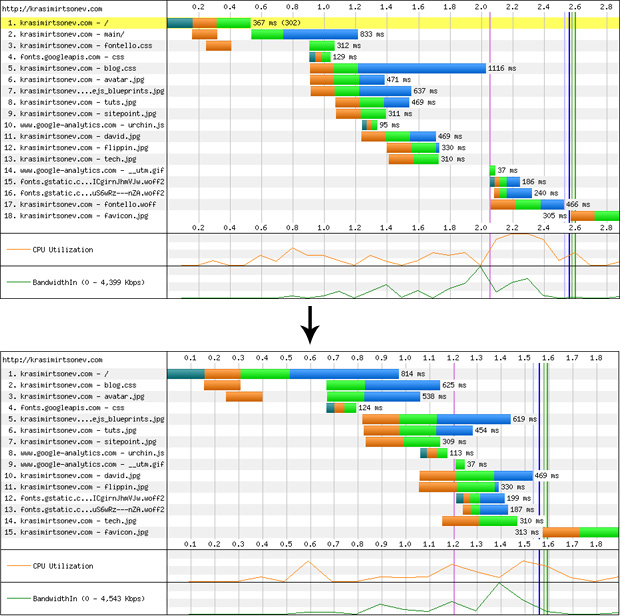 http://krasimirtsonev.com 0.2 0.4 0.6 0.8 1.0 1.2 1.4 1.6 1.8 2.0 2.2 2.4 2.6 2.8
1. krasimirtsonev.com - / 367 ms (302)
2. krasimirtsonev.com - main/ 833 ms
3. krasimirtsonev.com - fontello.css 312 ms
4. fonts.googleapis.com - css 129 ms
5. krasimirtsonev.com - blog.css 1116 ms
6. krasimirtsonev.com - avatar.jpg 471 ms
7. krasimirtsonev....ejs_blueprints.jpg 637 ms
8. krasimirtsonev.com - tuts.jpg 469 ms
9. krasimirtsonev.com - sitepoint.jpg 311 ms
10. www.google-analytics.com - urchin.js 95 ms
11. krasimirtsonev.com - david.jpg 469 ms
12. krasimirtsonev.com - flippin.jpg 330 ms
13. krasimirtsonev.com - tech.jpg 310 ms
14. www.google-analytics.com - __utm.gif 37 ms
15. fonts.gstatic.c...ICgirnJhmVJw.woff2 186 ms
16. fonts.gstatic.c...uS6wRz---nZA.woff2 240 ms
17. krasimirtsonev.com - fontello.woff 466 ms
18. krasimirtsonev.com - favicon.jpg 305 ms
0.2 0.4 0.6 0.8 1.0 1.2 1.4 1.6 1.8 2.0 2.2 2.4 2.6 2.8
CPU Utilization
BandwidthIn (0 - 4,399 Kbps)
http://krasimirtsonev.com 0.1 0.2 0.3 0.4 0.5 0.6 0.7 0.8 0.9 1.0 1.1 1.2 1.3 1.4 1.5 1.6 1.7 1.8
1. krasimirtsonev.com - / 814 ms
2. krasimirtsonev.com - blog.css 625 ms
3. krasimirtsonev.com - avatar.jpg 538 ms
4. fonts.googleapis.com - css 124 ms
5. krasimirtsonev....ejs_blueprints.jpg 619 ms
6. krasimirtsonev.com - tuts.jpg 454 ms
7. krasimirtsonev.com - sitepoint.jpg 309 ms
8. www.google-analytics.com - urchin.js 113 ms
9. www.google-analytics.com - __utm.gif 37 ms
10. krasimirtsonev.com - david.jpg 469 ms
11. krasimirtsonev.com - flippin.jpg 330 ms
12. fonts.gstatic.c...ICgirnJhmVJw.woff2 199 ms
13. fonts.gstatic.c...uS6wRz---nZA.woff2 187 ms
14. krasimirtsonev.com - tech.jpg 310 ms
15. krasimirtsonev.com - favicon.jpg 313 ms
0.1 0.2 0.3 0.4 0.5 0.6 0.7 0.8 0.9 1.0 1.1 1.2 1.3 1.4 1.5 1.6 1.7 1.8
CPU Utilization
BandwidthIn (0 - 4,543 Kbps)